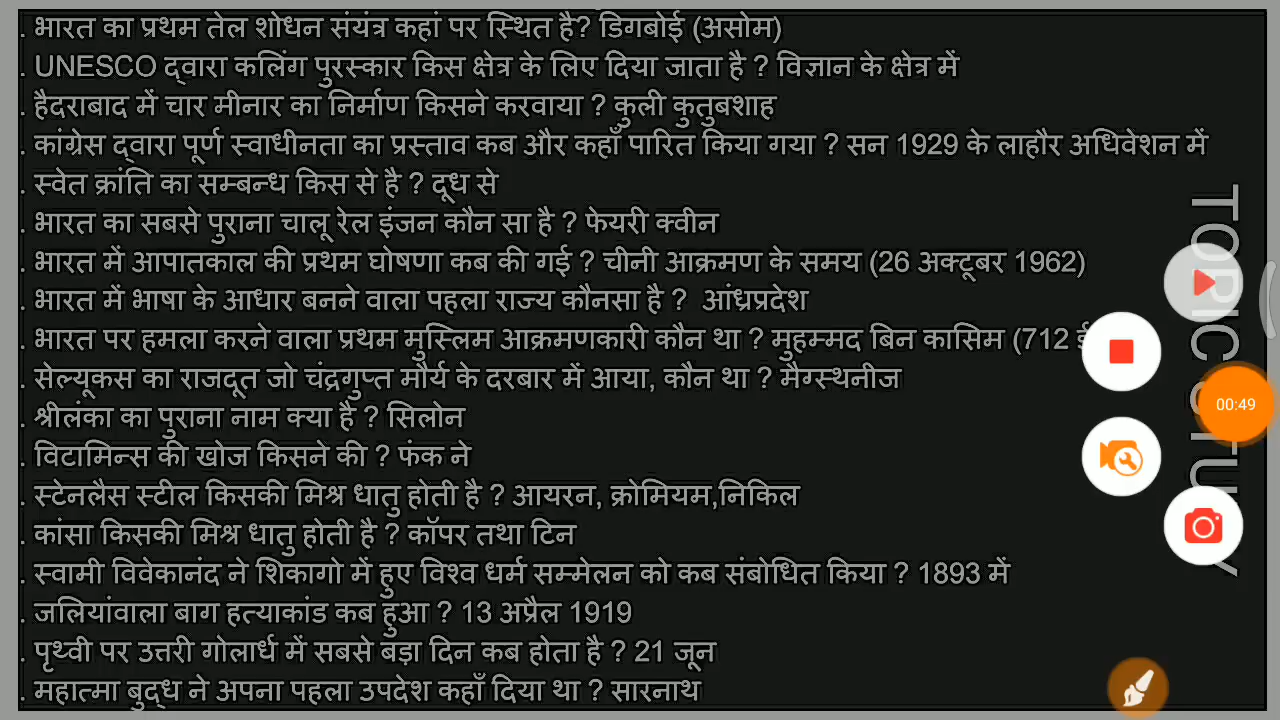 . भारत का प्रथम तेल शोधन संयंत्र कहां पर स्थित है? डिगबोई (असोम)
. UNESCO द्वारा कलिंग पुरस्कार किस क्षेत्र के लिए दिया जाता है ? विज्ञान के क्षेत्र में
. हैदराबाद में चार मीनार का निर्माण किसने करवाया ? कुली कुतुबशाह
. कांग्रेस द्वारा पूर्ण स्वाधीनता का प्रस्ताव कब और कहाँ पारित किया गया ? सन 1929 के लाहौर अधिवेशन में
. स्वेत क्रांति का सम्बन्ध किस से है ? दूध से
. भारत का सबसे पुराना चालू रेल इंजन कौन सा है ? फेयरी क्वीन
. भारत में आपातकाल की प्रथम घोषणा कब की गई ? चीनी आक्रमण के समय (26 अक्टूबर 1962)
. भारत में भाषा के आधार बनने वाला पहला राज्य कौनसा है ? आंध्रप्रदेश
. भारत पर हमला करने वाला प्रथम मुस्लिम आक्रमणकारी कौन था ? मुहम्मद बिन कासिम (712
. सेल्यूकस का राजदूत जो चंद्रगुप्त मौर्य के दरबार में आया, कौन था ? मैग्स्थनीज
. श्रीलंका का पुराना नाम क्या है ? सिलोन
. विटामिन्स की खोज किसने की ? फंक ने
. स्टेनलैस स्टील किसकी मिश्र धातु होती है ? आयरन, क्रोमियम,निकिल
. कांसा किसकी मिश्र धातु होती है ? कॉपर तथा टिन
. स्वामी विवेकानंद ने शिकागो में हुए विश्व धर्म सम्मेलन को कब संबोधित किया ? 1893 में
. जलियांवाला बाग हत्याकांड कब हुआ ? 13 अप्रैल 1919
. पृथ्वी पर उत्तरी गोलार्ध में सबसे बड़ा दिन कब होता है ? 21 जून
. महात्मा बुद्ध ने अपना पहला उपदेश कहाँ दिया था ? सारनाथ
TOPIC
00:49